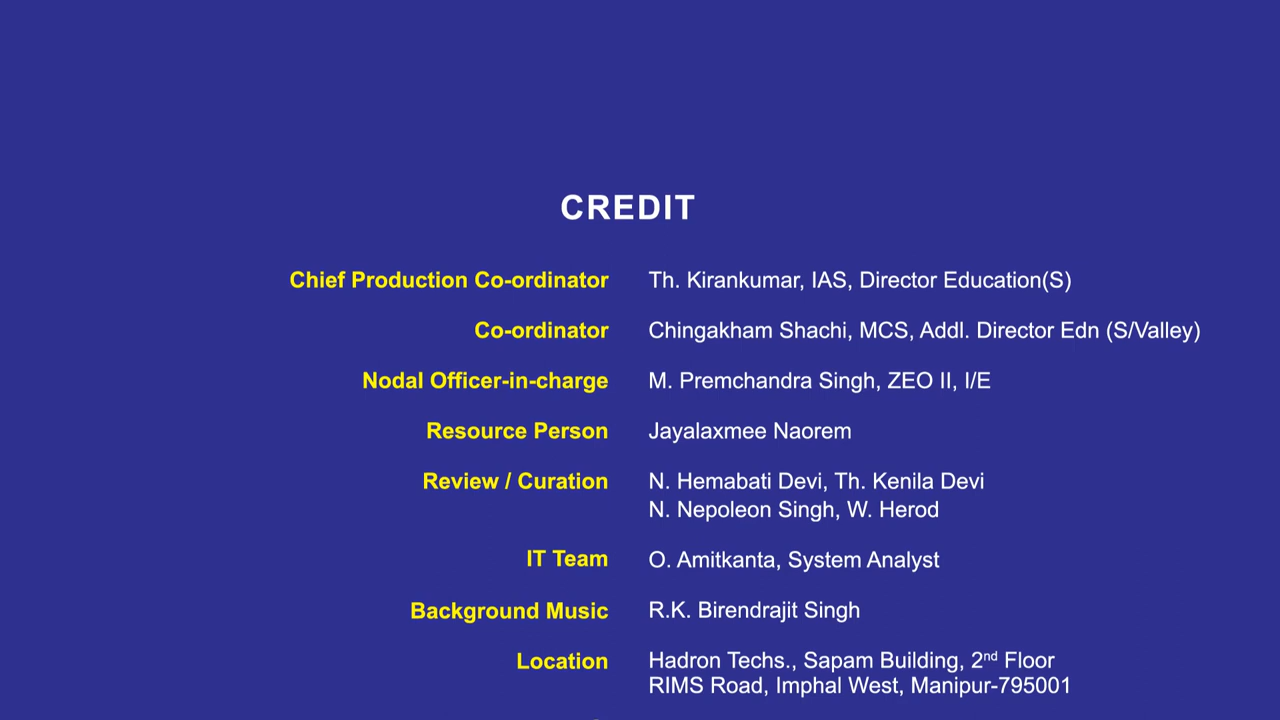 CREDIT
Chief Production Co-ordinator Th. Kirankumar, IAS, Director Education(S)
Co-ordinator Chingakham Shachi, MCS, Addl. Director Edn (S/Valley)
Nodal Officer-in-charge M. Premchandra Singh, ZEO II, I/E
Resource Person Jayalaxmee Naorem
Review / Curation N. Hemabati Devi, Th. Kenila Devi
N. Nepoleon Singh, W. Herod
IT Team O. Amitkanta, System Analyst
Background Music R.K. Birendrajit Singh
Location Hadron Techs., Sapam Building, 2nd Floor
RIMS Road, Imphal West, Manipur-795001